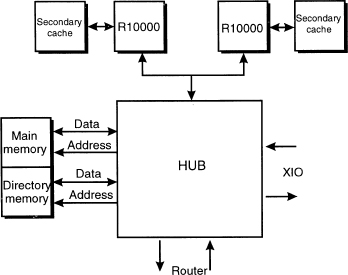 Secondary
cache
R10000
R10000
Secondary
cache
Main
memory
Directory
memory
Data
Address
Data
Address
HUB
XIO
Router